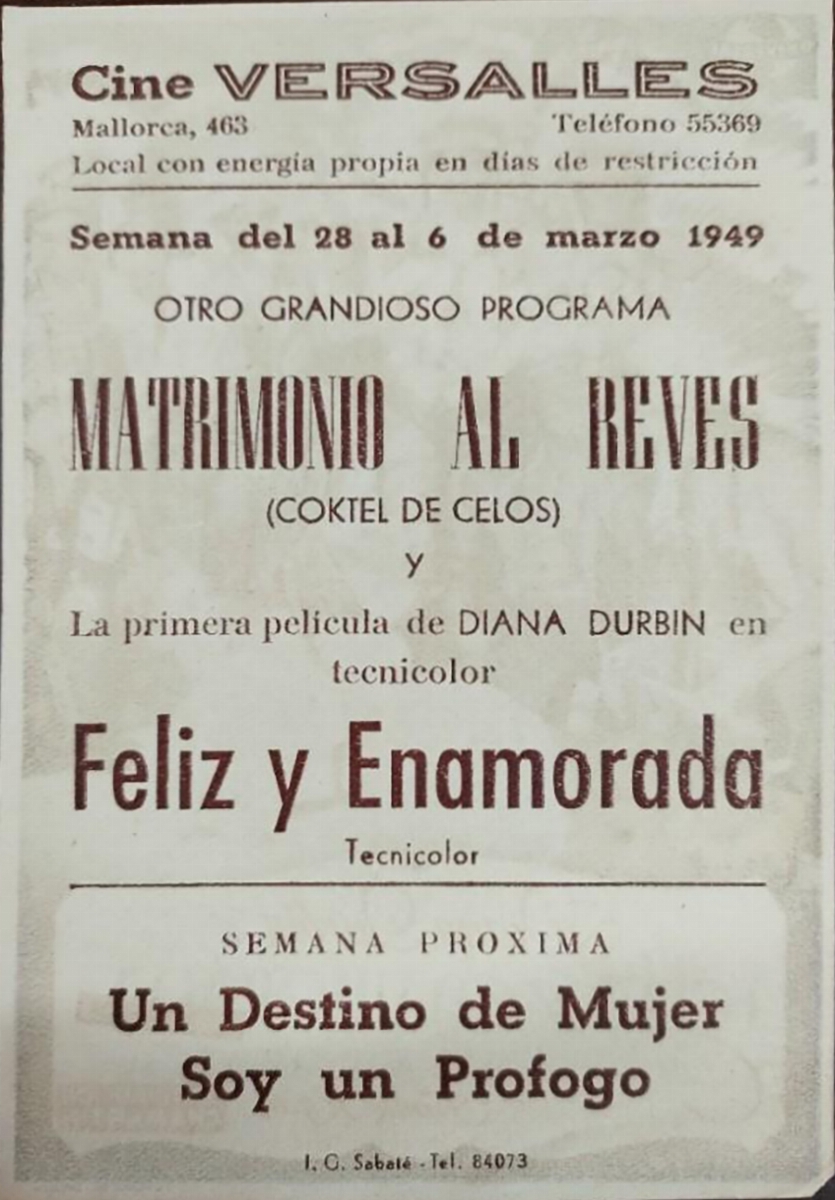 Cine VERSALLES
Mallorca, 463 Teléfono 55369
Local con energía propia en días de restricción
Semana del 28 al 6 de marzo 1949
OTRO GRANDIOSO PROGRAMA
MATRIMONIO AL REVES
(COKTEL DE CELOS)
y
La primera película de DIANA DURBIN en
tecnicolor
Feliz y Enamorada
Tecnicolor
SEMANA PROXIMA
Un Destino de Mujer
Soy un Profogo
I. G. Sabaté - Tel. 84073